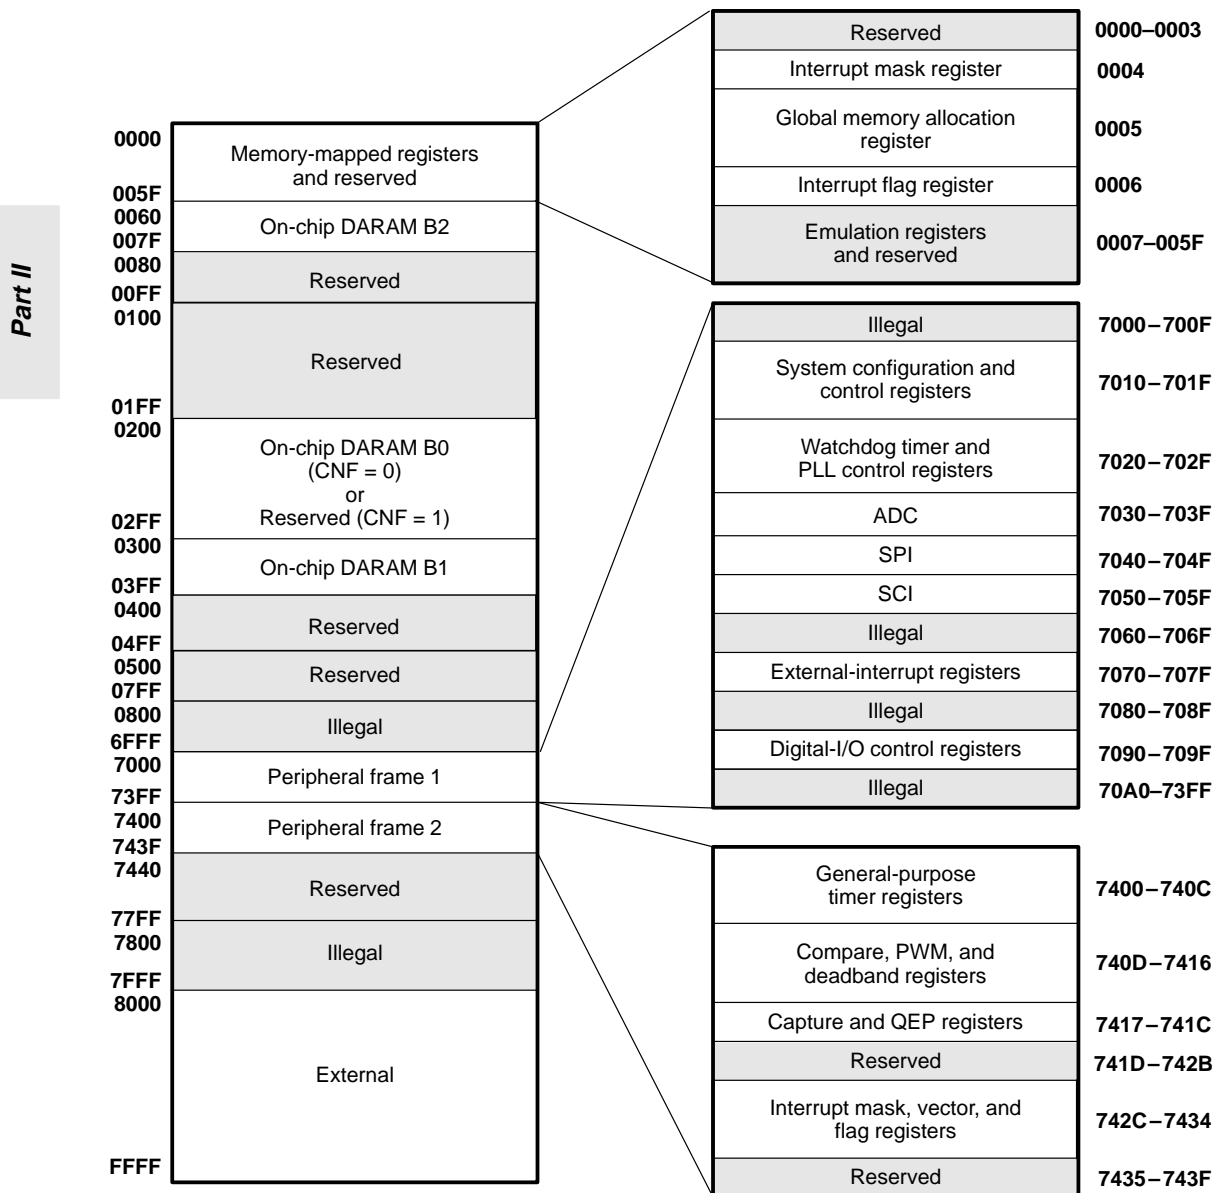 Part II
0000
Memory-mapped registers
and reserved
005F
0060
On-chip DARAM B2
007F
0080
Reserved
00FF
0100
Reserved
01FF
0200
On-chip DARAM B0
(CNF = 0)
or
Reserved (CNF = 1)
02FF
0300
On-chip DARAM B1
03FF
0400
Reserved
04FF
0500
Reserved
07FF
0800
Illegal
6FFF
7000
Peripheral frame 1
73FF
7400
Peripheral frame 2
743F
7440
Reserved
77FF
7800
Illegal
7FFF
8000
External
FFFF
Reserved 0000–0003
Interrupt mask register 0004
Global memory allocation
register
0005
Interrupt flag register 0006
Emulation registers
and reserved
0007–005F
Illegal 7000–700F
System configuration and
control registers
7010–701F
Watchdog timer and
PLL control registers
7020–702F
ADC 7030–703F
SPI 7040–704F
SCI 7050–705F
Illegal 7060–706F
External-interrupt registers 7070–707F
Illegal 7080–708F
Digital-I/O control registers 7090–709F
Illegal 70A0–73FF
General-purpose
timer registers
7400–740C
Compare, PWM, and
deadband registers
740D–7416
Capture and QEP registers 7417–741C
Reserved 741D–742B
Interrupt mask, vector, and
flag registers
742C–7434
Reserved 7435–743F